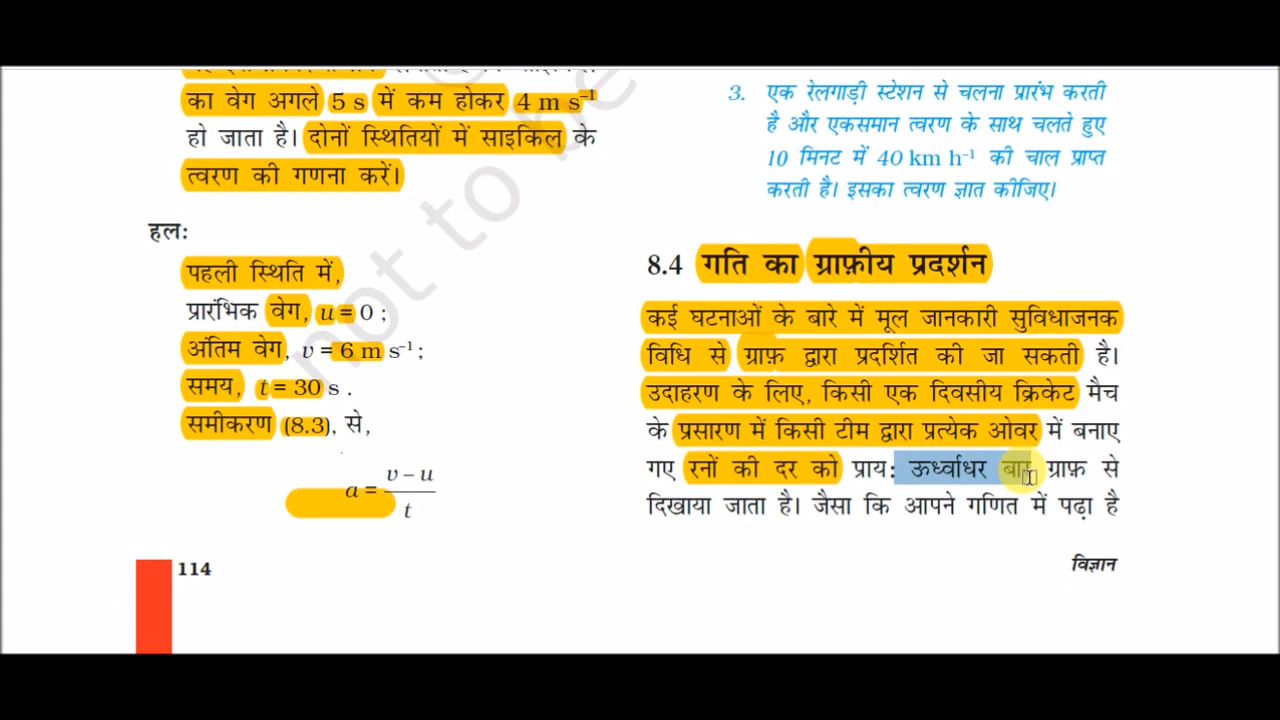 का वेग अगले 5 s में कम होकर 4 m s⁻¹
हो जाता है। दोनों स्थितियों में साइकिल के
त्वरण की गणना करें।
हल:
पहली स्थिति में,
प्रारंभिक वेग, u = 0 ;
अंतिम वेग, v = 6 m s⁻¹ ;
समय, t = 30 s .
समीकरण (8.3), से,
a = v – u
t
114
3. एक रेलगाड़ी स्टेशन से चलना प्रारंभ करती
है और एकसमान त्वरण के साथ चलते हुए
10 मिनट में 40 km h⁻¹ की चाल प्राप्त
करती है। इसका त्वरण ज्ञात कीजिए।
8.4 गति का ग्राफ़ीय प्रदर्शन
कई घटनाओं के बारे में मूल जानकारी सुविधाजनक
विधि से ग्राफ़ द्वारा प्रदर्शित की जा सकती है।
उदाहरण के लिए, किसी एक दिवसीय क्रिकेट मैच
के प्रसारण में किसी टीम द्वारा प्रत्येक ओवर में बनाए
गए रनों की दर को प्राय: ऊर्ध्वाधर बार ग्राफ़ से
दिखाया जाता है। जैसा कि आपने गणित में पढ़ा है
विज्ञान
not to be